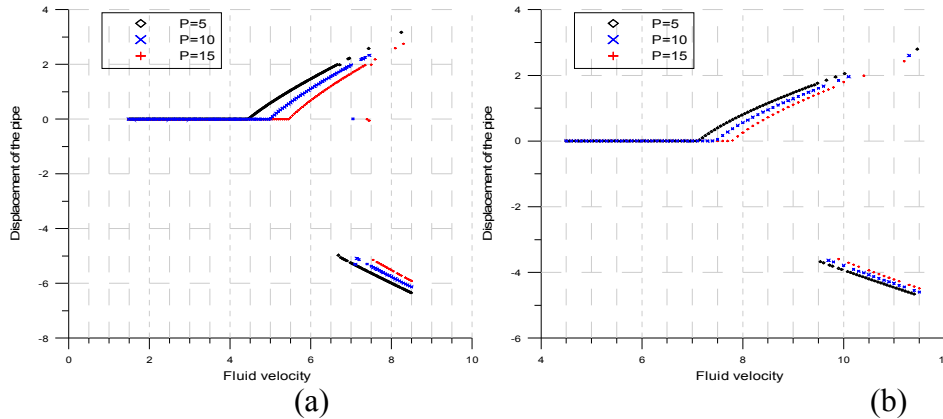 4
2
0
-2
-4
-6
-8
Displacement of the pipe
P=5
P=10
P=15
0 2 4 6 8 10
Fluid velocity
(a)
4
2
0
-2
-4
-6
Displacement of the pipe
P=5
P=10
P=15
4 6 8 10
Fluid velocity
(b)